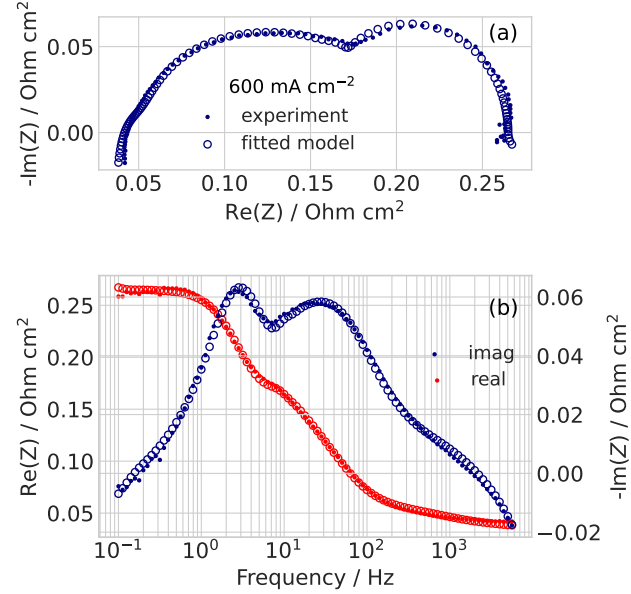 (a)
0.05
0.00
-Im(Z) / Ohm cm²
600 mA cm⁻²
experiment
fitted model
0.05 0.10 0.15 0.20 0.25
Re(Z) / Ohm cm²
(b)
0.25
0.20
0.15
0.10
0.05
Re(Z) / Ohm cm²
imag
real
0.06
0.04
0.02
0.00
−0.02
-Im(Z) / Ohm cm²
10⁻¹ 10⁰ 10¹ 10² 10³
Frequency / Hz